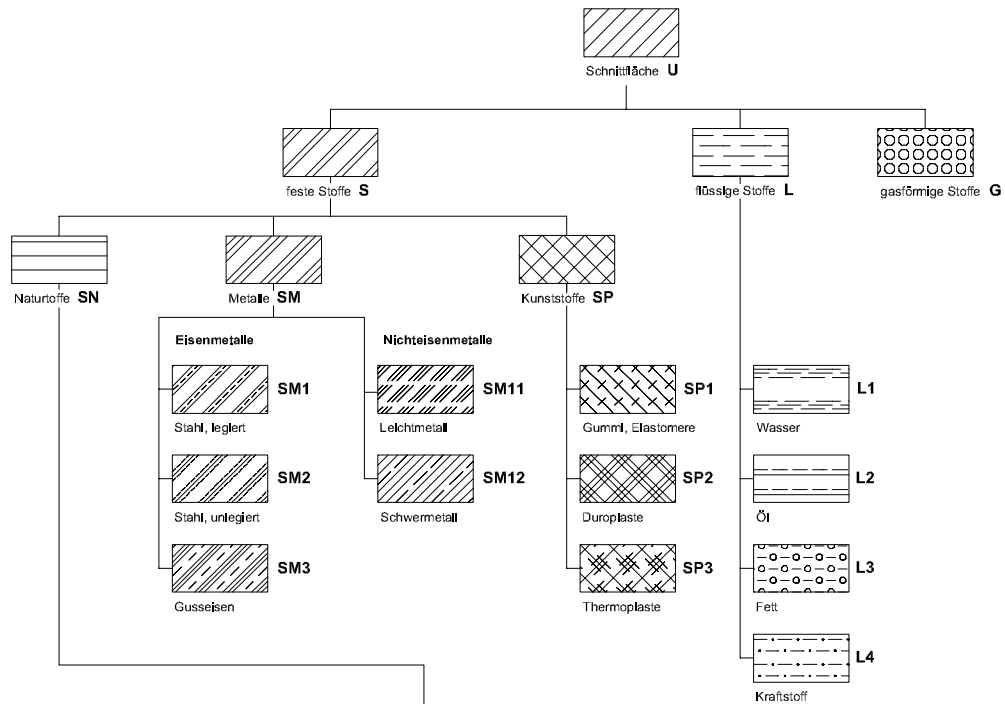 Schnittfläche U
feste Stoffe S
flüssige Stoffe L
gasförmige Stoffe G
Naturtoffe SN
Metalle SM
Kunststoffe SP
Eisenmetalle
Nichteisenmetalle
SM1
Stahl, legiert
SM11
Leichtmetall
SP1
Gummi, Elastomere
L1
Wasser
SM2
Stahl, unlegiert
SM12
Schwermetall
SP2
Duroplaste
L2
Öl
SM3
Gusseisen
SP3
Thermoplaste
L3
Fett
L4
Kraftstoff